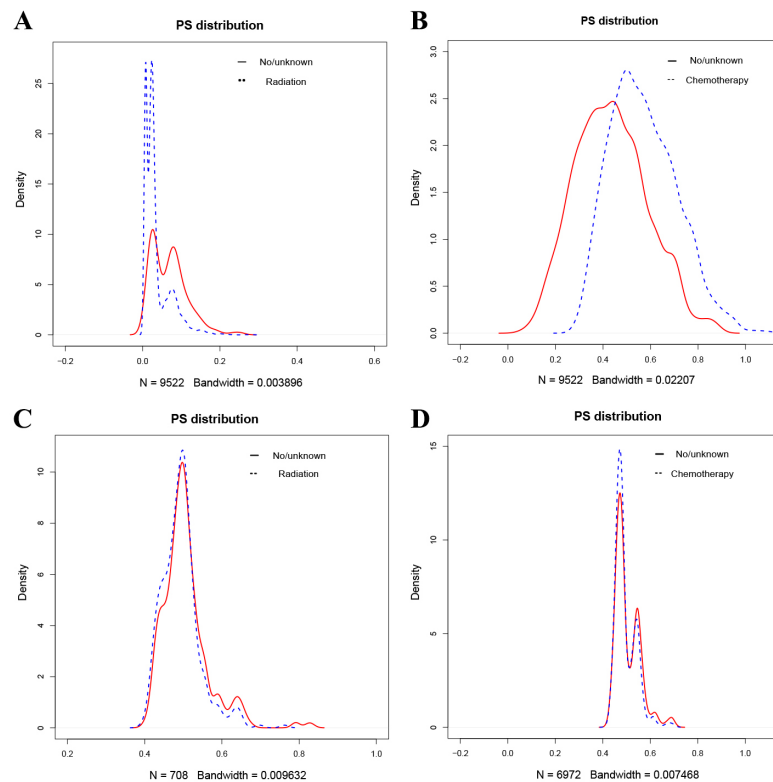 A
PS distribution
No/unknown
Radiation
Density
0
5
10
15
20
25
-0.2
0.0
0.2
0.4
0.6
N = 9522 Bandwidth = 0.003896
B
PS distribution
No/unknown
Chemotherapy
Density
0.0
0.5
1.0
1.5
2.0
2.5
3.0
-0.2
0.0
0.2
0.4
0.6
0.8
1.0
N = 9522 Bandwidth = 0.02207
C
PS distribution
No/unknown
Radiation
Density
0
2
4
6
8
10
0.2
0.4
0.6
0.8
1.0
N = 708 Bandwidth = 0.009632
D
PS distribution
No/unknown
Chemotherapy
Density
0
5
10
15
-0.2
0.0
0.2
0.4
0.6
0.8
1.0
N = 6972 Bandwidth = 0.007468